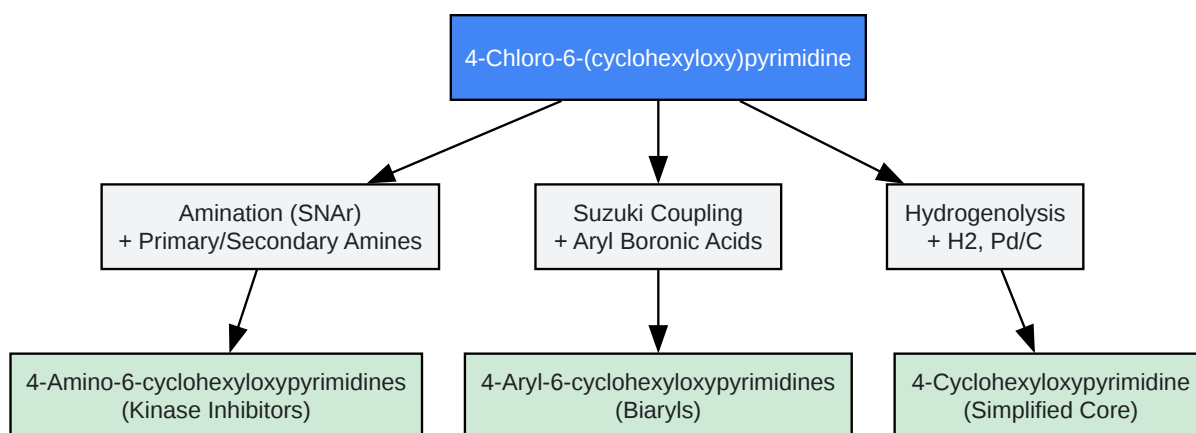 4-Chloro-6-(cyclohexyloxy)pyrimidine
Amination (SNAr)
+ Primary/Secondary Amines
Suzuki Coupling
+ Aryl Boronic Acids
Hydrogenolysis
+ H2, Pd/C
4-Amino-6-cyclohexyloxypyrimidines
(Kinase Inhibitors)
4-Aryl-6-cyclohexyloxypyrimidines
(Biaryls)
4-Cyclohexyloxypyrimidine
(Simplified Core)